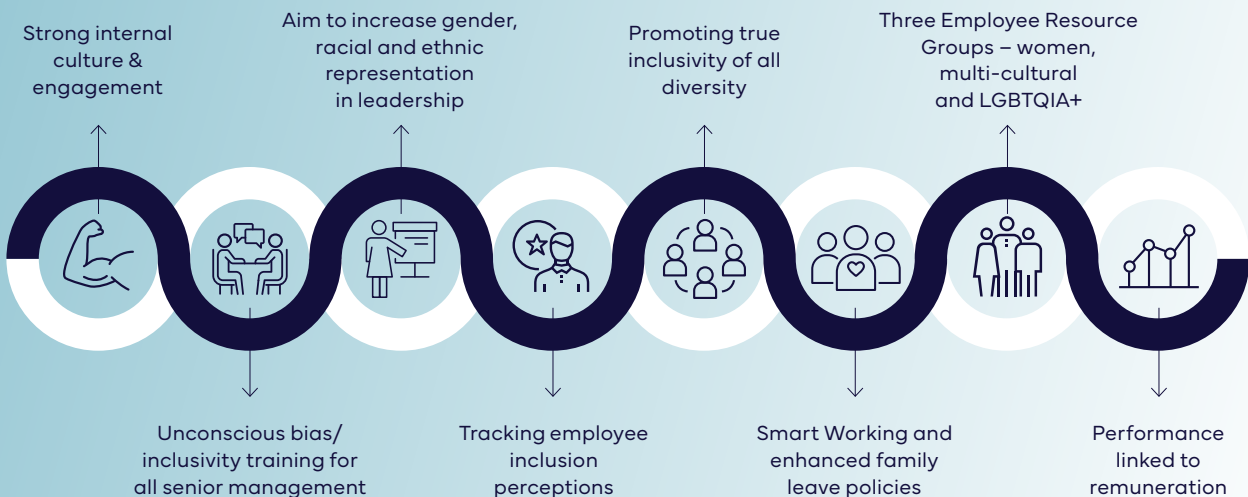 Strong internal
culture &
engagement
Unconscious bias/
inclusivity training for
all senior management
Aim to increase gender,
racial and ethnic
representation
in leadership
Tracking employee
inclusion
perceptions
Promoting true
inclusivity of all
diversity
Smart Working and
enhanced family
leave policies
Three Employee Resource
Groups – women,
multi-cultural
and LGBTQIA+
Performance
linked to
remuneration